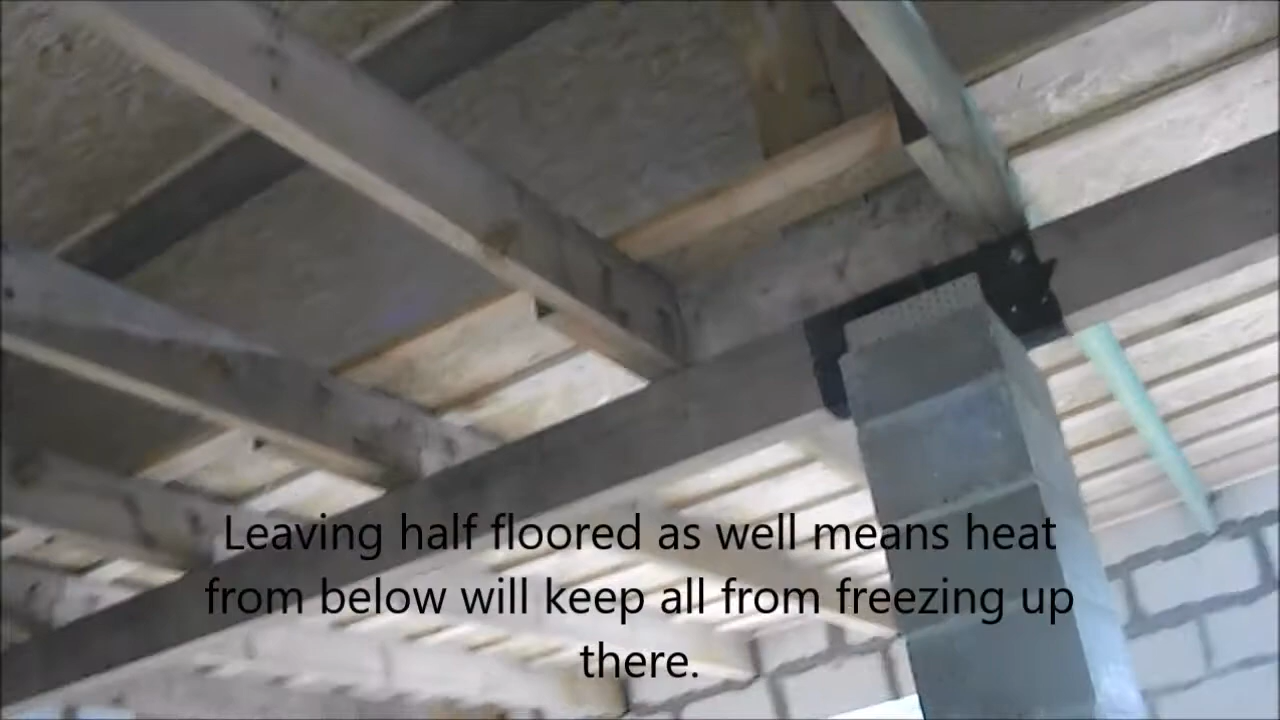 Leaving half floored as well means heat
from below will keep all from freezing up
there.